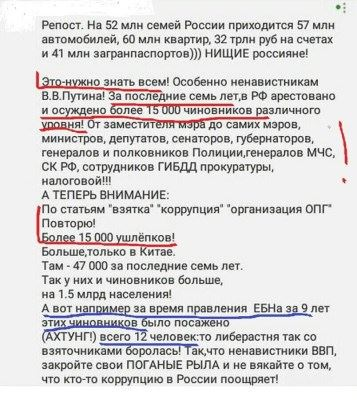 Репост. На 52 млн семей России приходится 57 млн
автомобилей, 60 млн квартир, 32 трлн руб на счетах
и 41 млн загранпаспортов))) НИЩИЕ россияне!
Это-нужно знать всем! Особенно ненавистникам
В.В.Путина! За последние семь лет,в РФ арестовано
и осуждено более 15 000 чиновников различного
уровня! От заместителя мэра до самих мэров,
министров, депутатов, сенаторов, губернаторов,
генералов и полковников Полиции,генералов МЧС,
СК РФ, сотрудников ГИБДД прокуратуры,
налоговой!!!
А ТЕПЕРЬ ВНИМАНИЕ:
По статьям "взятка" "коррупция" "организация ОПГ"
Повторю!
Более 15 000 ушлёпков!
Больше,только в Китае.
Там - 47 000 за последние семь лет.
Так у них и чиновников больше,
на 1.5 млрд населения!
А вот например за время правления ЕБНа за 9 лет
этих чиновников было посажено
(АХТУНГ!) всего 12 человек:то либерастня так со
взяточниками боролась! Так,что ненавистники ВВП,
закройте свои ПОГАНЫЕ РЫЛА и не вякайте о том,
что кто-то коррупцию в России поощряет!